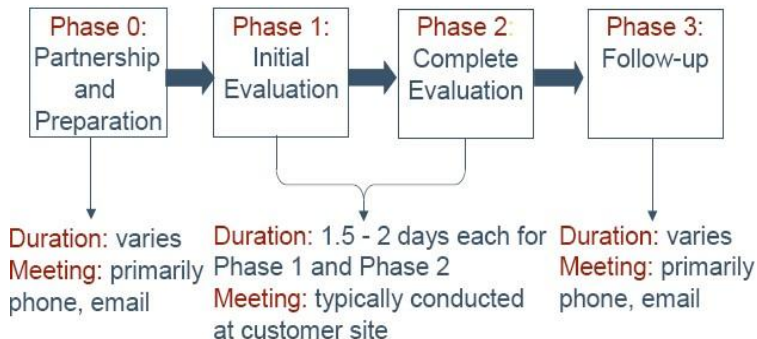 Phase 0:
Partnership
and
Preparation
Phase 1:
Initial
Evaluation
Phase 2:
Complete
Evaluation
Phase 3:
Follow-up
Duration: varies
Meeting: primarily
phone, email
Duration: 1.5 - 2 days each for
Phase 1 and Phase 2
Meeting: typically conducted
at customer site
Duration: varies
Meeting: primarily
phone, email